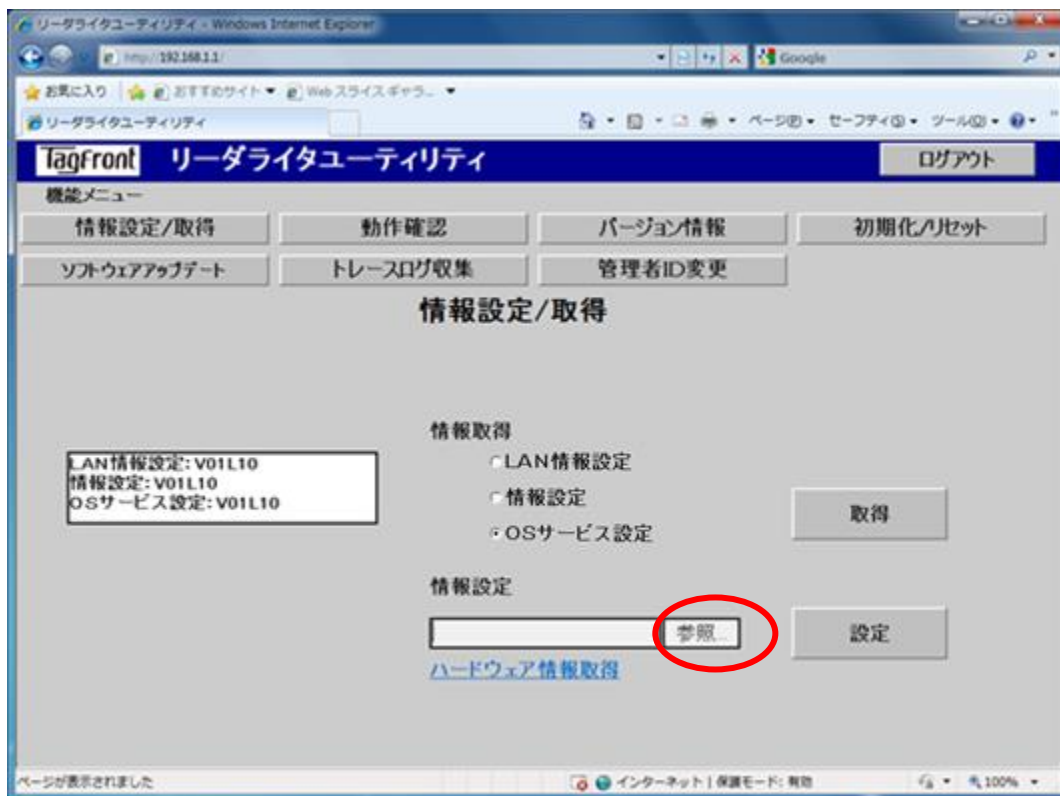 リーダライタユーティリティ - Windows Internet Explorer
http://192.168.1.1/
Google
お気に入り おすすめサイト Web スライス ギャラ...
リーダライタユーティリティ
ページ(P) セーフティ(S) ツール(O)
TagFront リーダライタユーティリティ ログアウト
機能メニュー
情報設定/取得 動作確認 バージョン情報 初期化/リセット
ソフトウェアアップデート トレースログ収集 管理者ID変更
情報設定/取得
情報取得
LAN情報設定: V01L10
情報設定: V01L10
OSサービス設定: V01L10
LAN情報設定
情報設定
OSサービス設定
取得
情報設定
参照...
設定
ハードウェア情報取得
ページが表示されました インターネット | 保護モード: 有効 100%